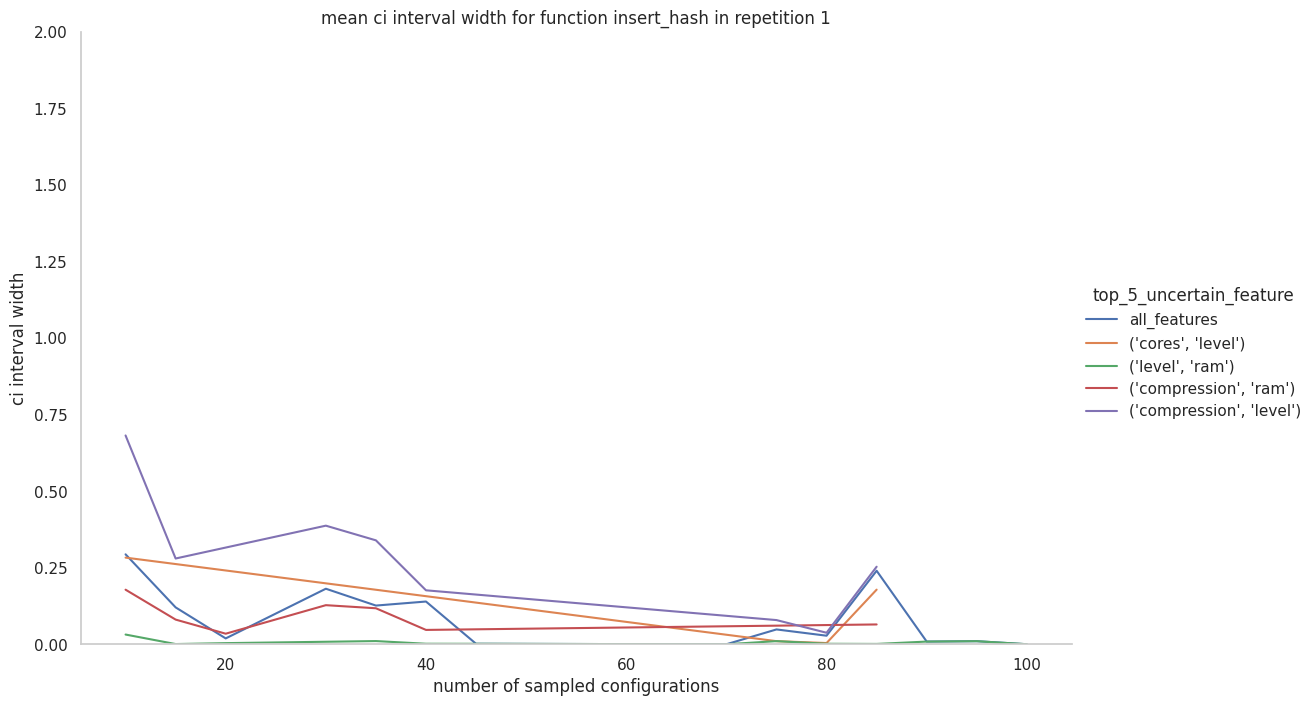 mean ci interval width for function insert_hash in repetition 1
2.00
1.75
1.50
1.25
1.00
0.75
0.50
0.25
0.00
ci interval width
20
40
60
80
100
number of sampled configurations
top_5_uncertain_feature
all_features
('cores', 'level')
('level', 'ram')
('compression', 'ram')
('compression', 'level')